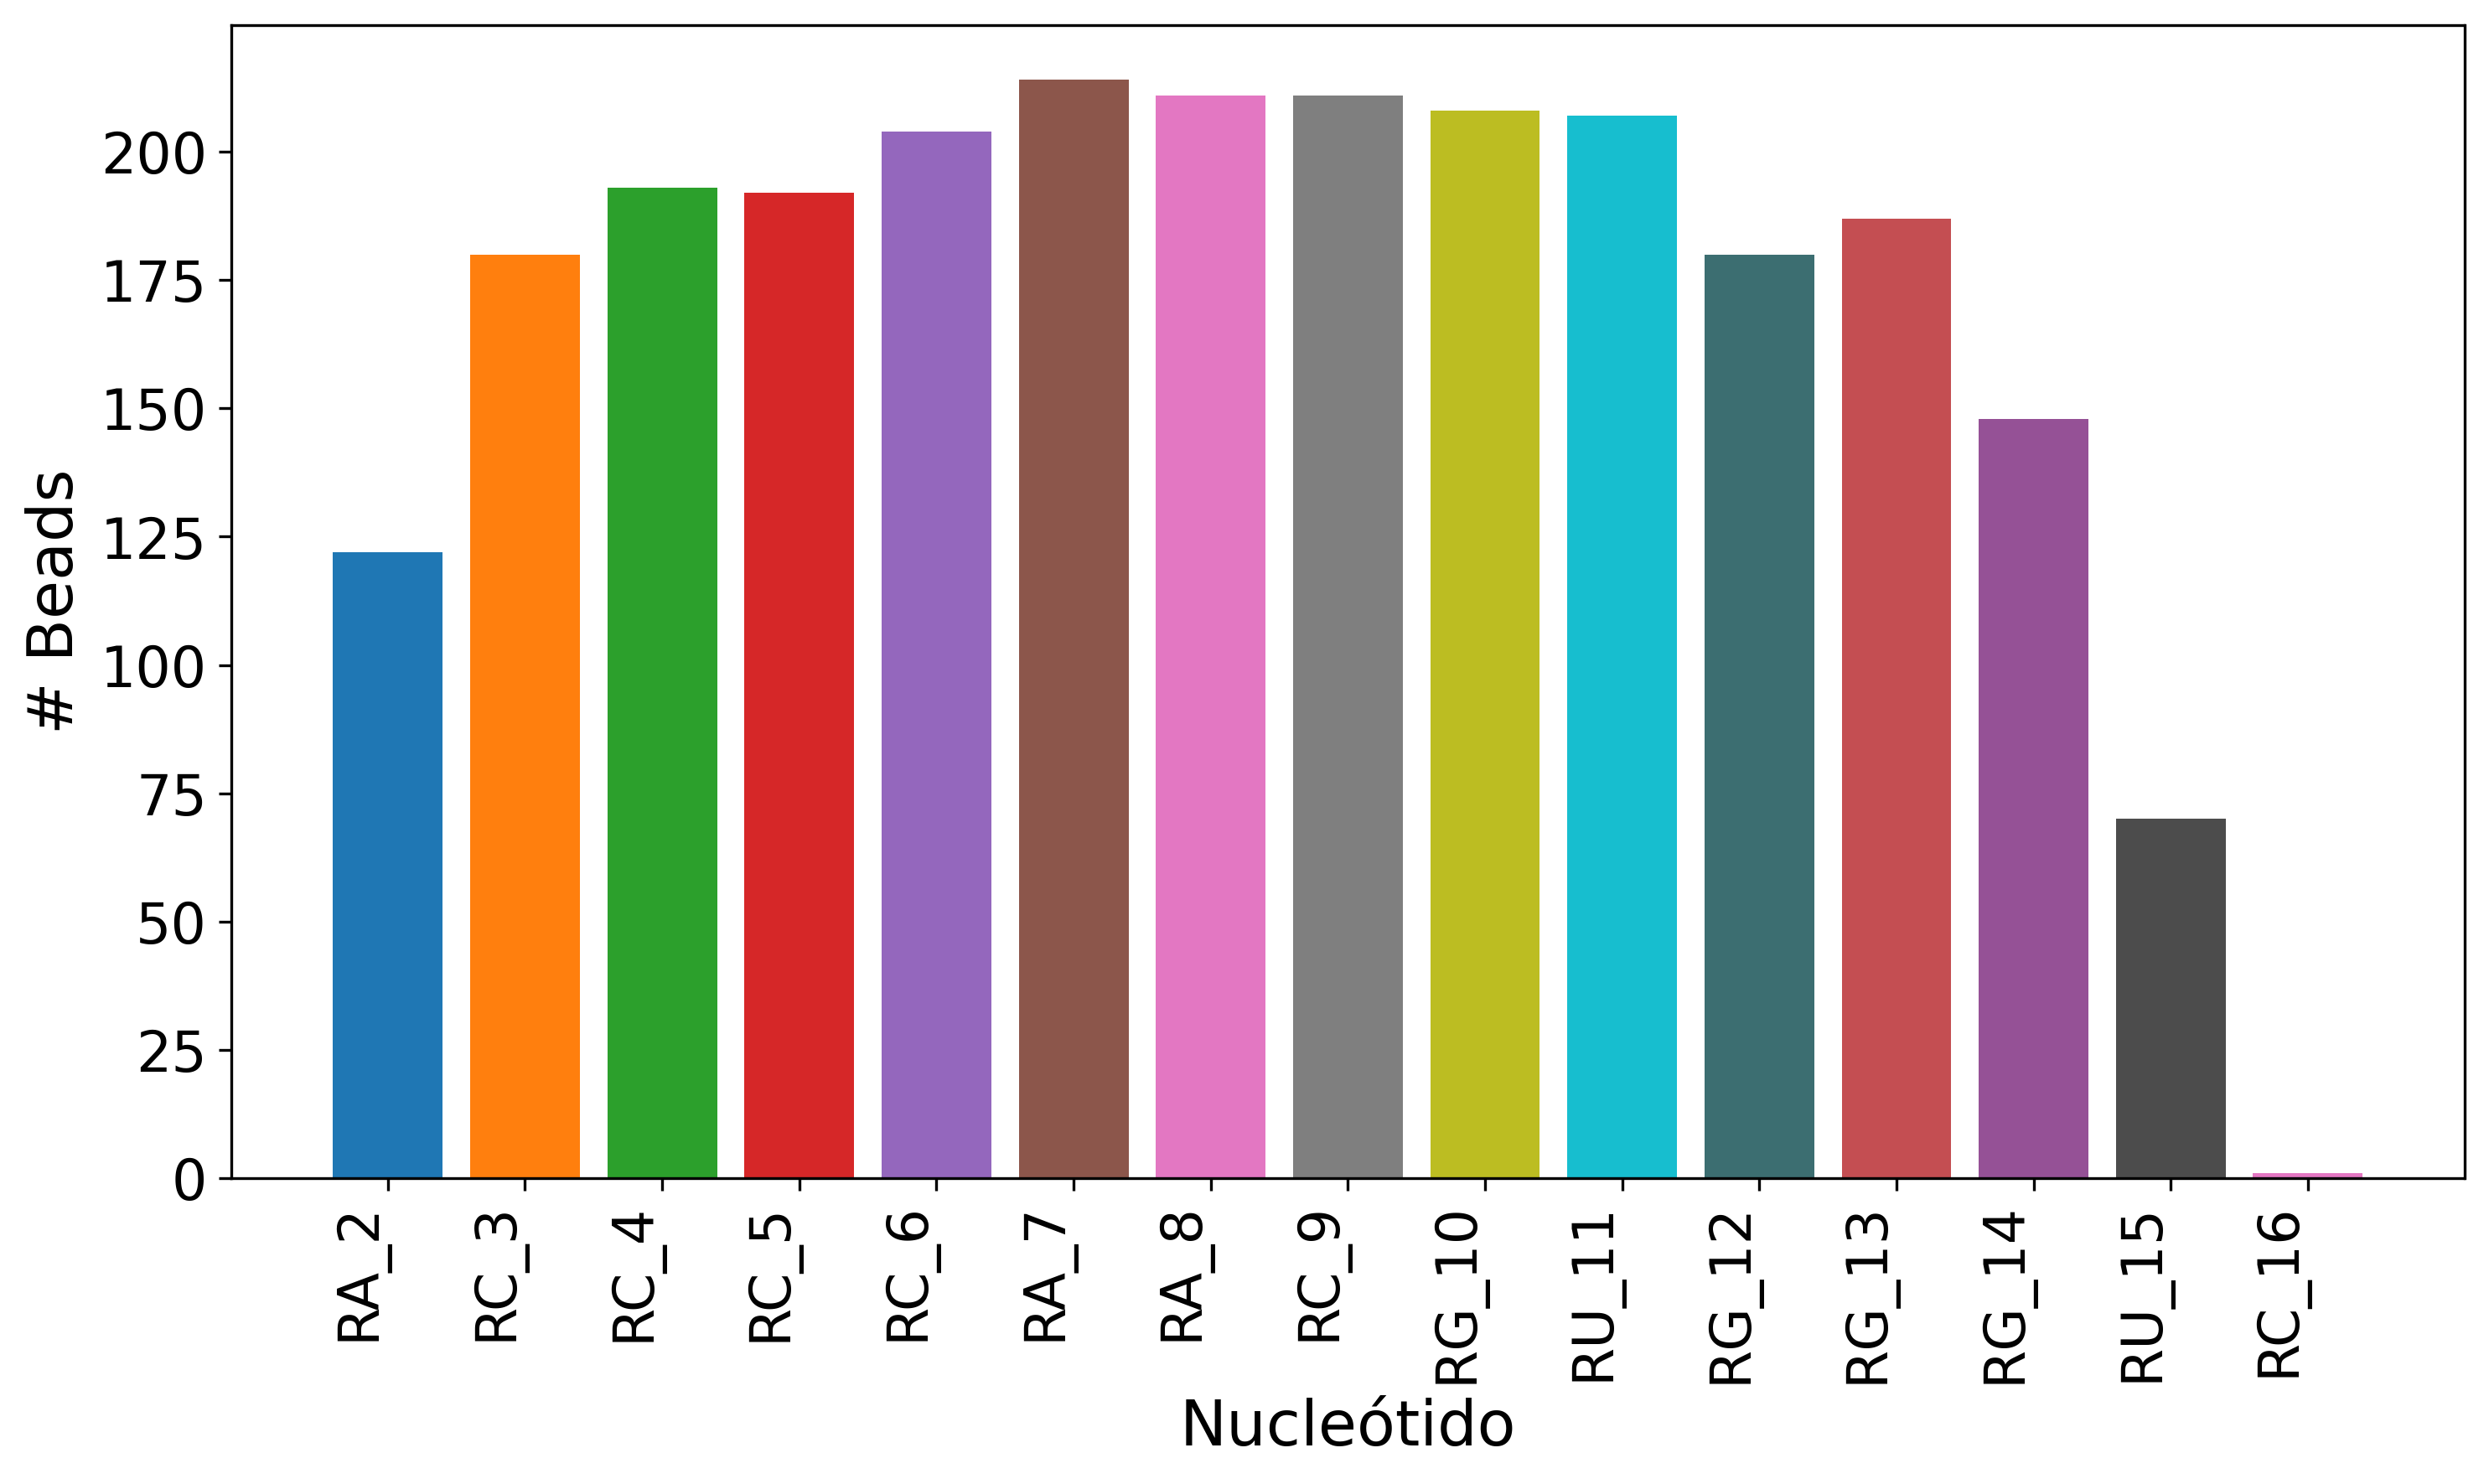 # Beads
200
175
150
125
100
75
50
25
0
RA_2
RC_3
RC_4
RC_5
RC_6
RA_7
RA_8
RC_9
RG_10
RU_11
RG_12
RG_13
RG_14
RU_15
RC_16
Nucleótido